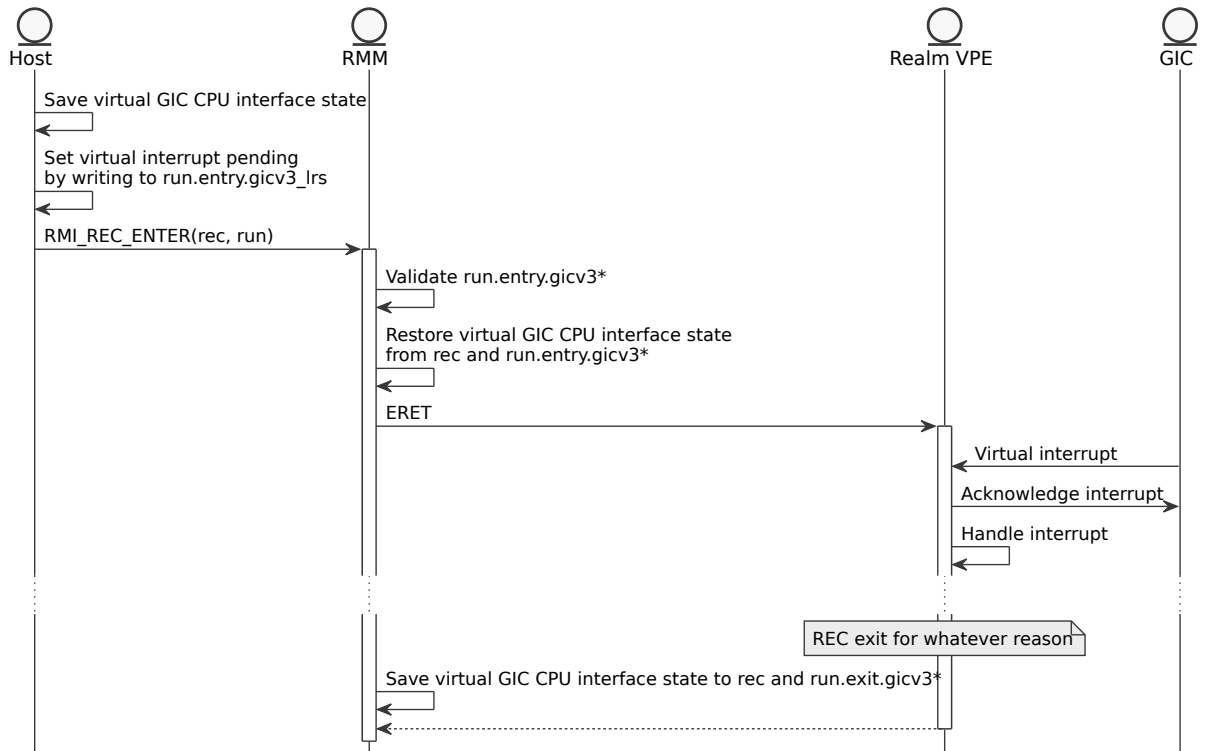 Host
RMM
Realm VPE
GIC
Save virtual GIC CPU interface state
Set virtual interrupt pending
by writing to run.entry.gicv3_lrs
RMI_REC_ENTER(rec, run)
Validate run.entry.gicv3*
Restore virtual GIC CPU interface state
from rec and run.entry.gicv3*
ERET
Virtual interrupt
Acknowledge interrupt
Handle interrupt
REC exit for whatever reason
Save virtual GIC CPU interface state to rec and run.exit.gicv3*